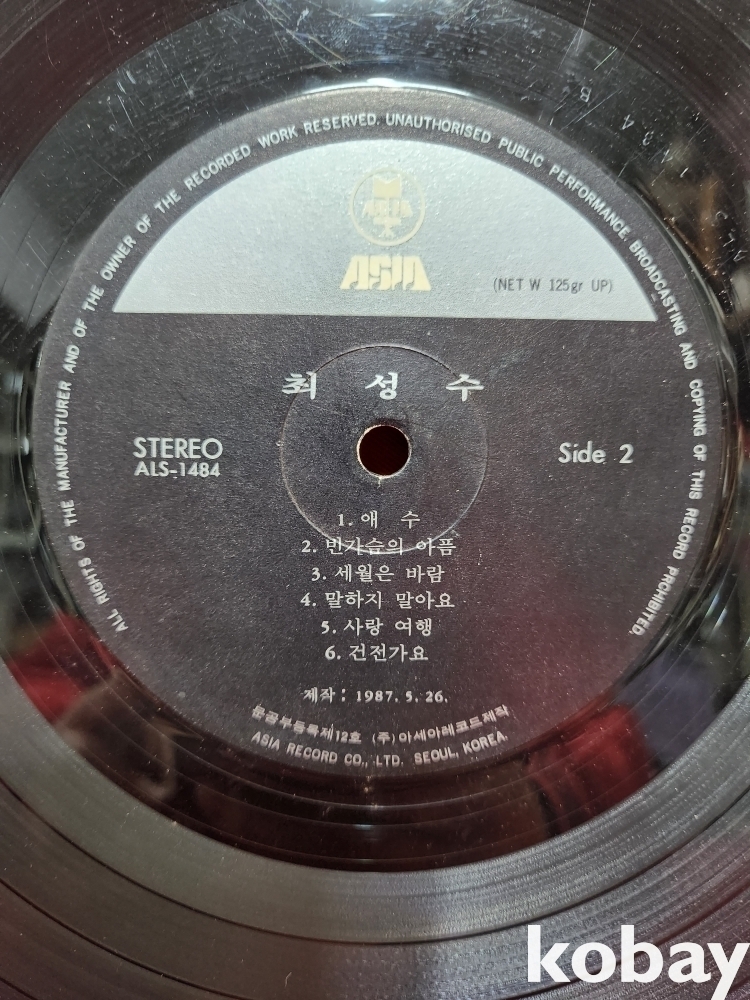 ALL RIGHTS OF THE MANUFACTURER AND OF THE OWNER OF THE RECORDED WORK RESERVED. UNAUTHORISED PUBLIC PERFORMANCE. BROADCASTING AND COPYING OF THIS RECORD PROHIBITED.
ASIA
(NET W 125gr UP)
최 성 수
STEREO
ALS-1484
Side 2
1. 애 수
2. 빈가슴의 아픔
3. 세월은 바람
4. 말하지 말아요
5. 사랑 여행
6. 건전가요
제작: 1987. 5. 26.
문공부등록제12호 (주)아세아레코드제작
ASIA RECORD CO., LTD. SEOUL, KOREA.
kobay